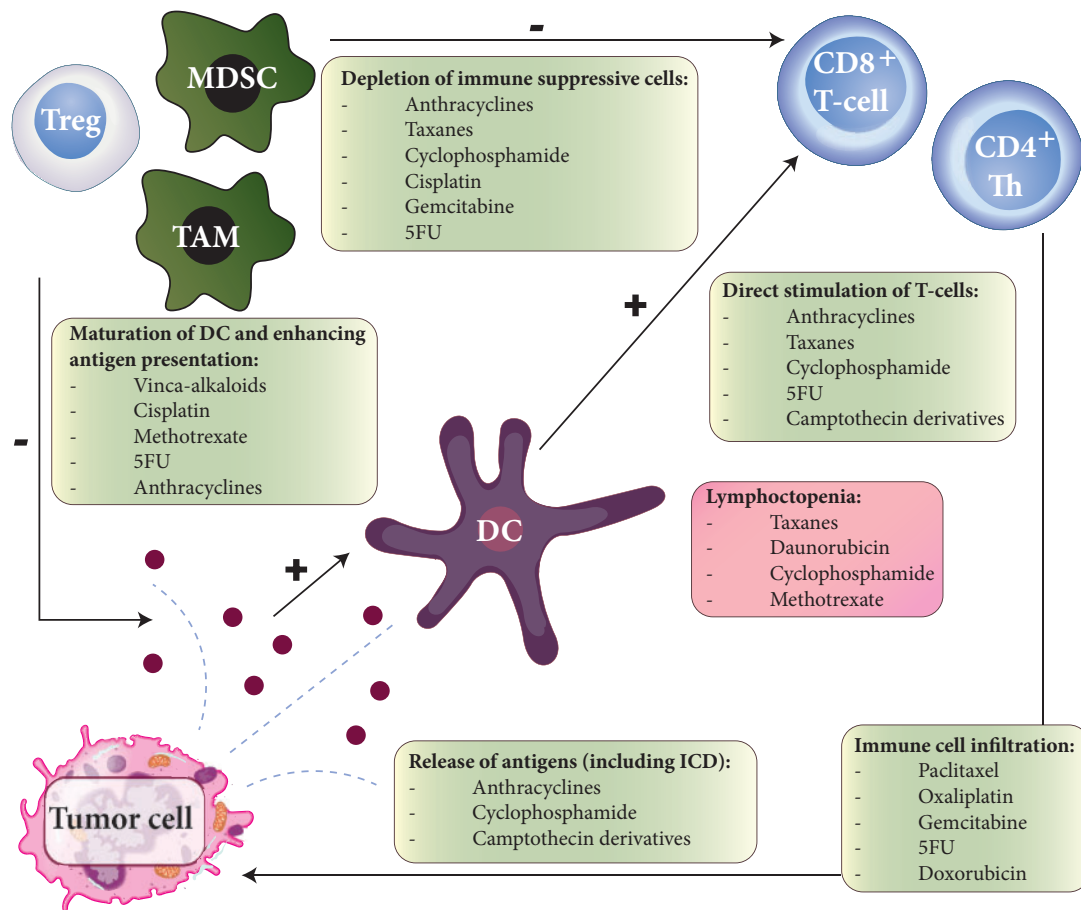 Treg
MDSC
TAM
-
Depletion of immune suppressive cells:
- Anthracyclines
- Taxanes
- Cyclophosphamide
- Cisplatin
- Gemcitabine
- 5FU
CD8+
T-cell
CD4+
Th
-
Maturation of DC and enhancing
antigen presentation:
- Vinca-alkaloids
- Cisplatin
- Methotrexate
- 5FU
- Anthracyclines
+
Direct stimulation of T-cells:
- Anthracyclines
- Taxanes
- Cyclophosphamide
- 5FU
- Camptothecin derivatives
DC
+
Lymphoctopenia:
- Taxanes
- Daunorubicin
- Cyclophosphamide
- Methotrexate
Tumor cell
Release of antigens (including ICD):
- Anthracyclines
- Cyclophosphamide
- Camptothecin derivatives
Immune cell infiltration:
- Paclitaxel
- Oxaliplatin
- Gemcitabine
- 5FU
- Doxorubicin